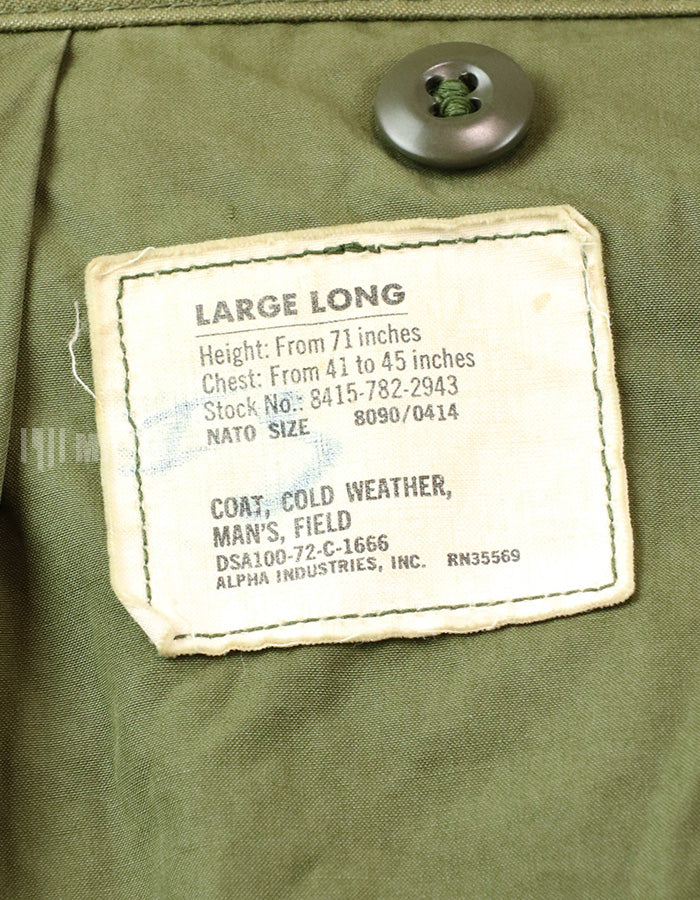 LARGE LONG
Height: From 71 inches
Chest: From 41 to 45 inches
Stock No.: 8415-782-2943
NATO SIZE 8090/0414
COAT, COLD WEATHER,
MAN'S, FIELD
DSA100-72-C-1666
ALPHA INDUSTRIES, INC. RN35569